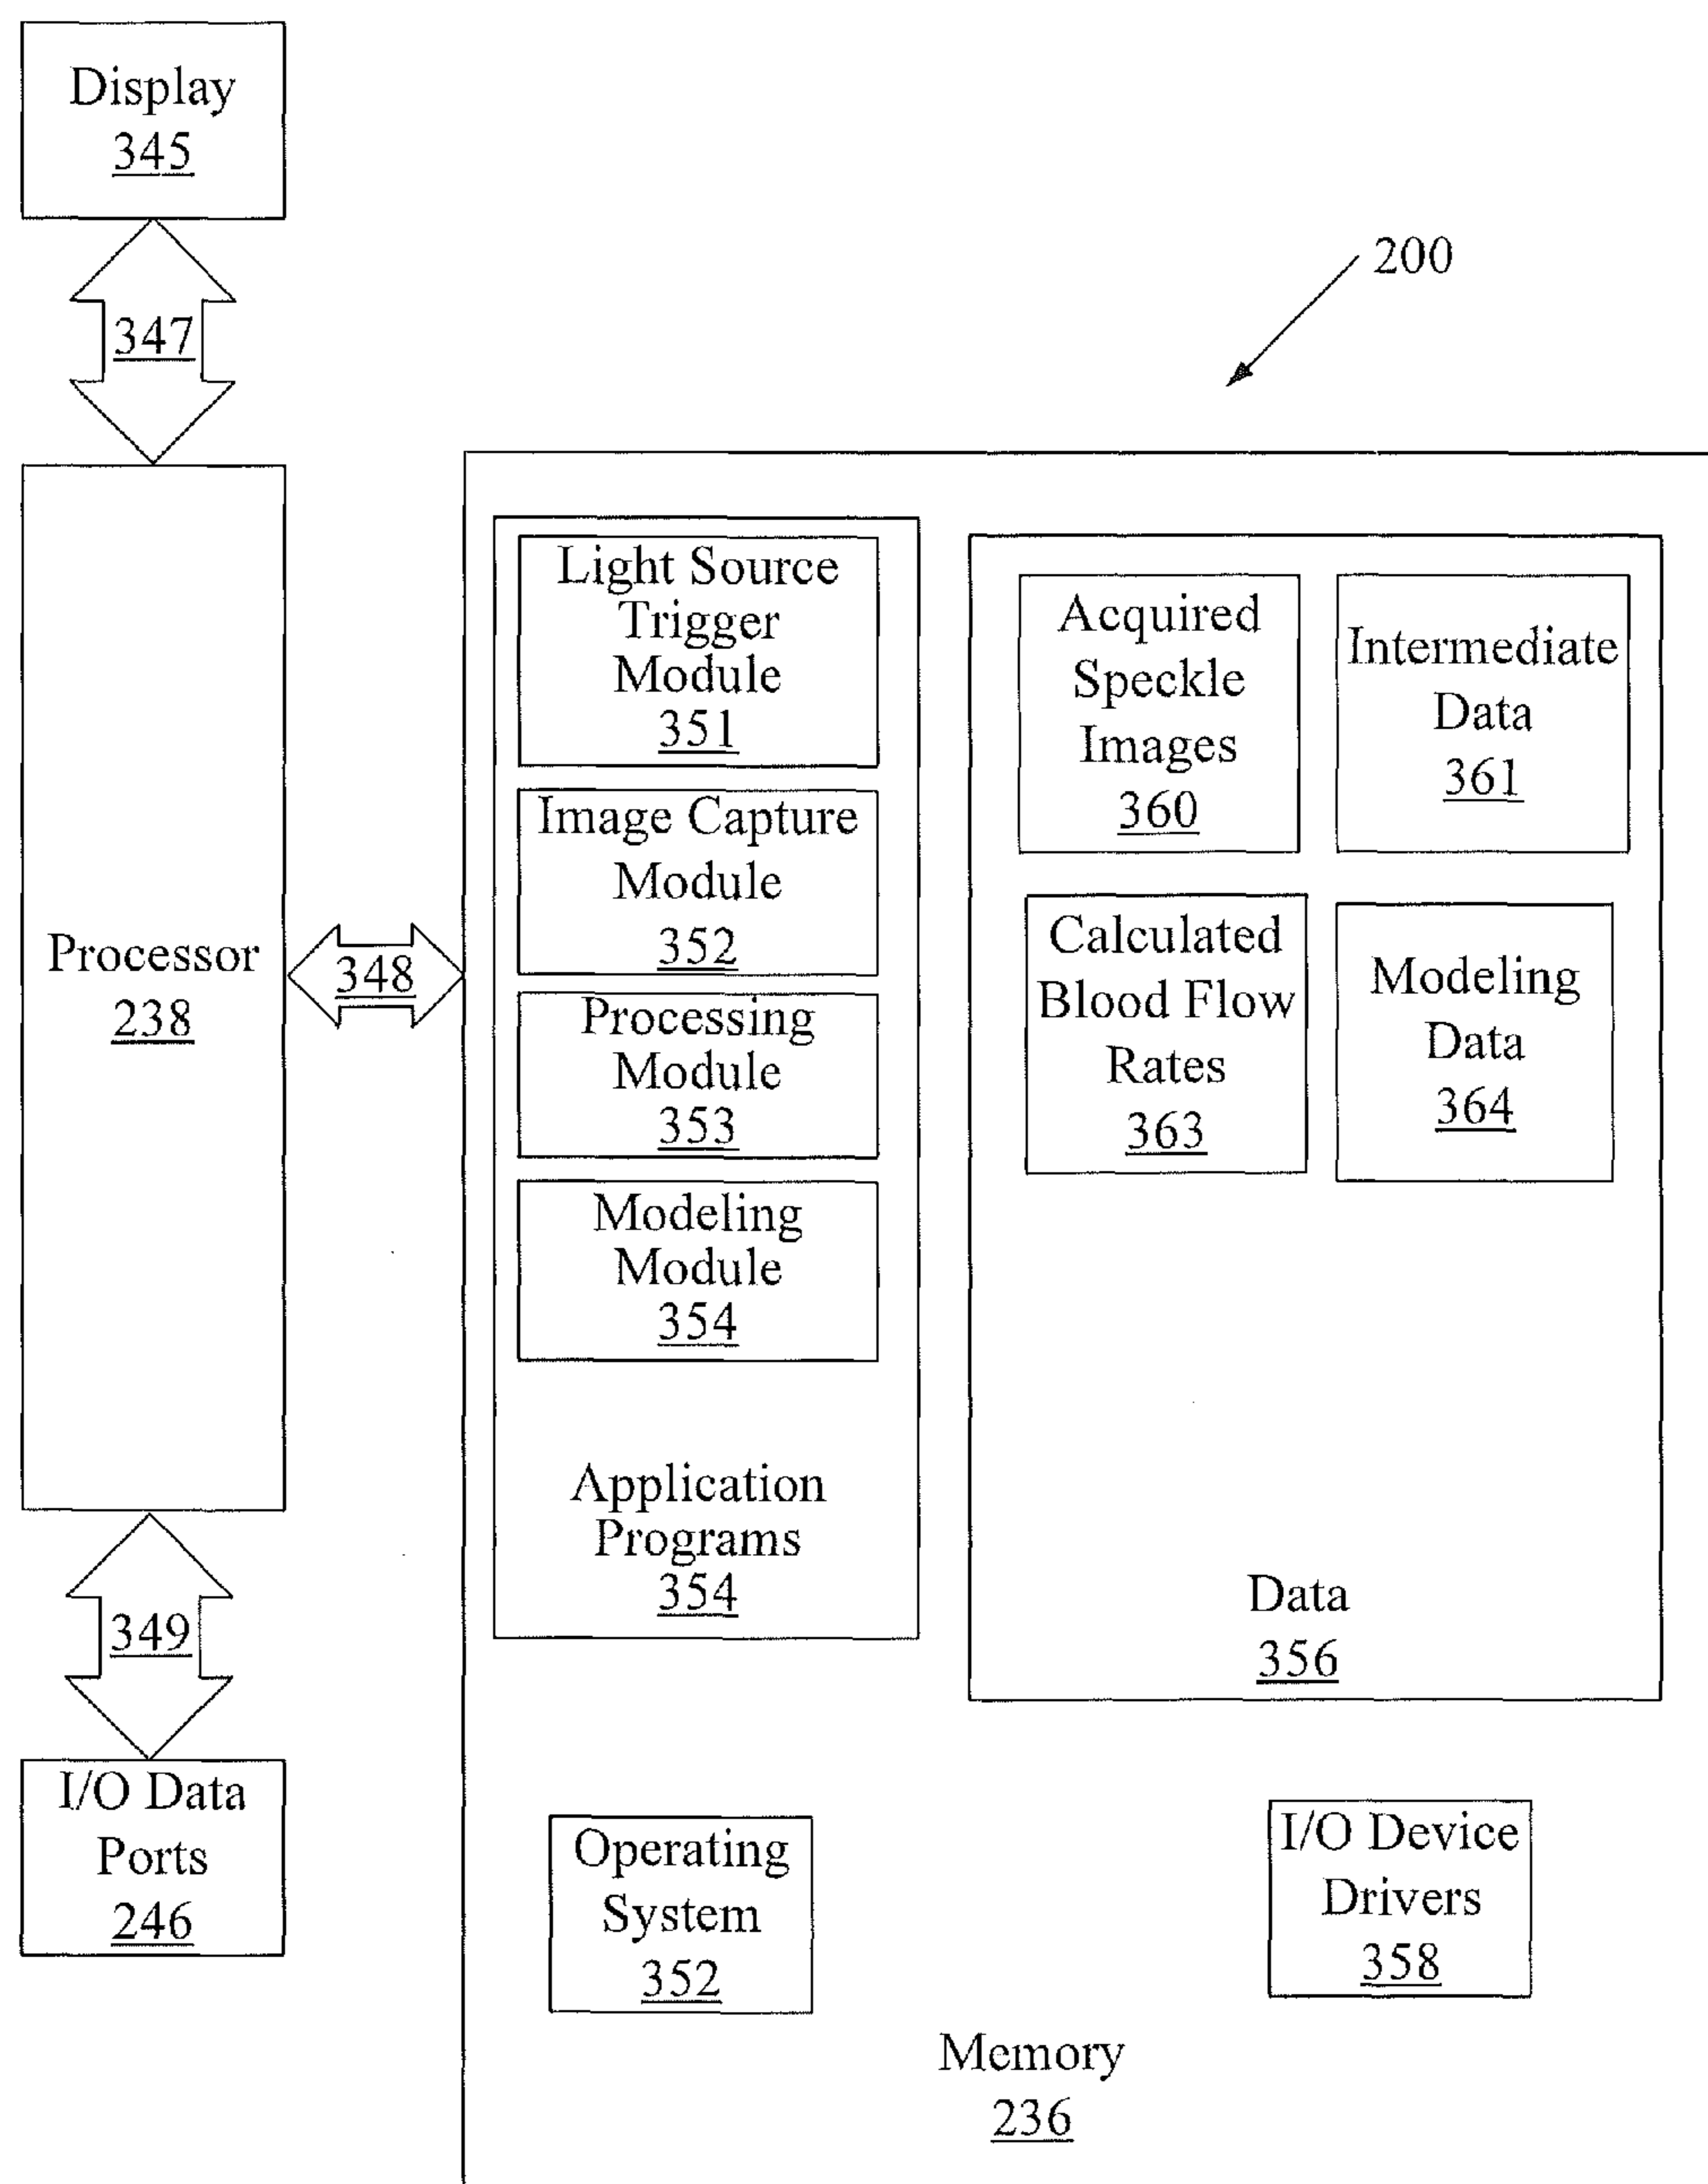 Display
345
347
200
Processor
238
348
349
I/O Data
Ports
246
Light Source
Trigger
Module
351
Image Capture
Module
352
Processing
Module
353
Modeling
Module
354
Application
Programs
354
Acquired
Speckle
Images
360
Intermediate
Data
361
Calculated
Blood Flow
Rates
363
Modeling
Data
364
Data
356
Operating
System
352
I/O Device
Drivers
358
Memory
236